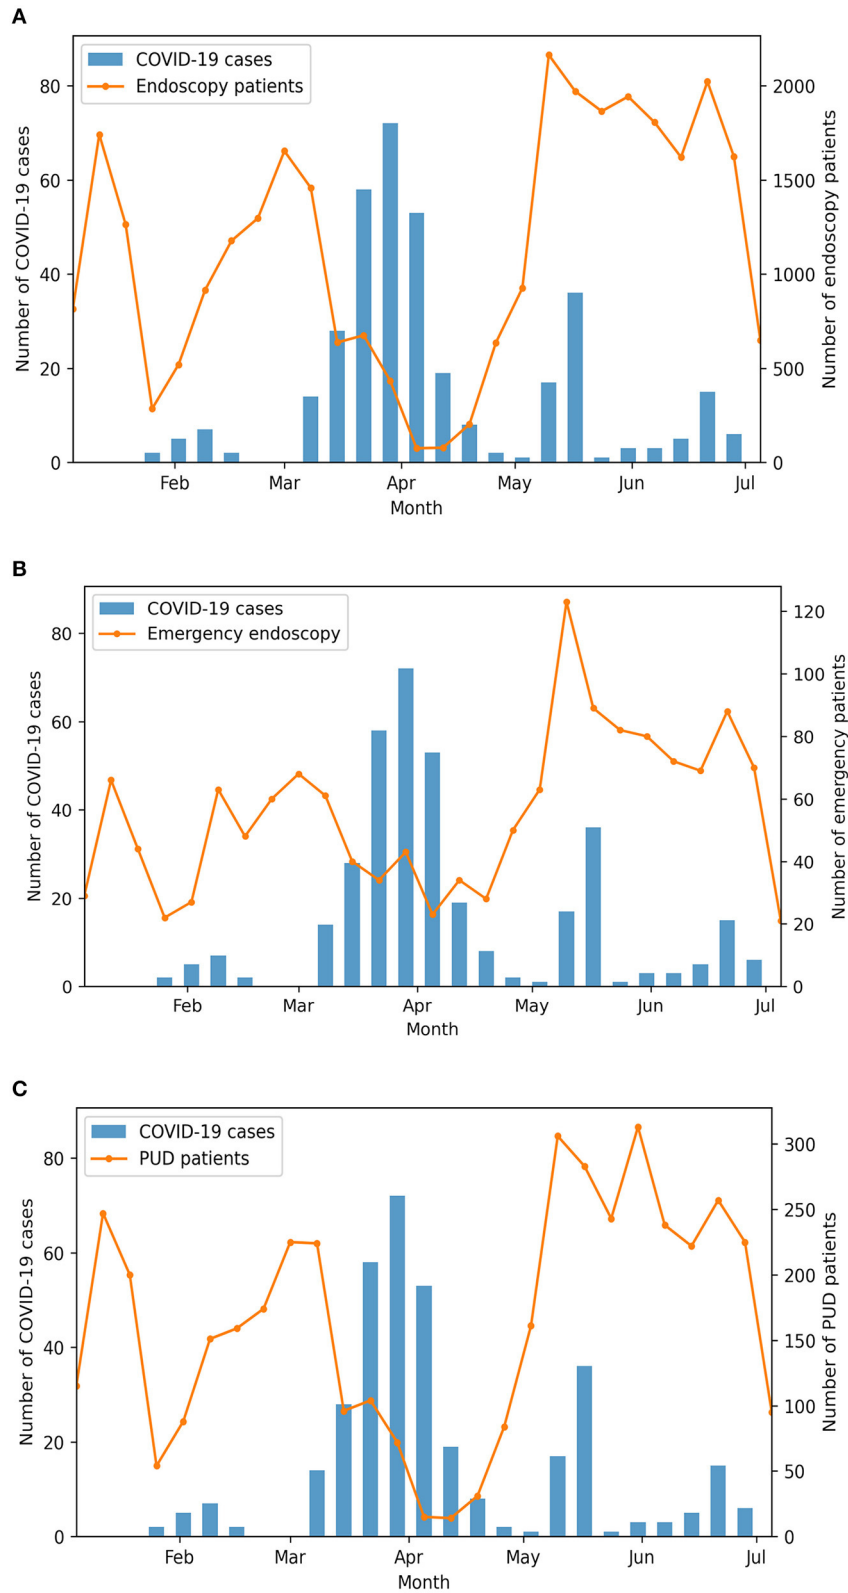 A
COVID-19 cases
Endoscopy patients
Number of COVID-19 cases
0
20
40
60
80
Number of endoscopy patients
0
500
1000
1500
2000
Feb Mar Apr May Jun Jul
Month
B
COVID-19 cases
Emergency endoscopy
Number of COVID-19 cases
0
20
40
60
80
Number of emergency patients
0
20
40
60
80
100
120
Feb Mar Apr May Jun Jul
Month
C
COVID-19 cases
PUD patients
Number of COVID-19 cases
0
20
40
60
80
Number of PUD patients
0
50
100
150
200
250
300
Feb Mar Apr May Jun Jul
Month